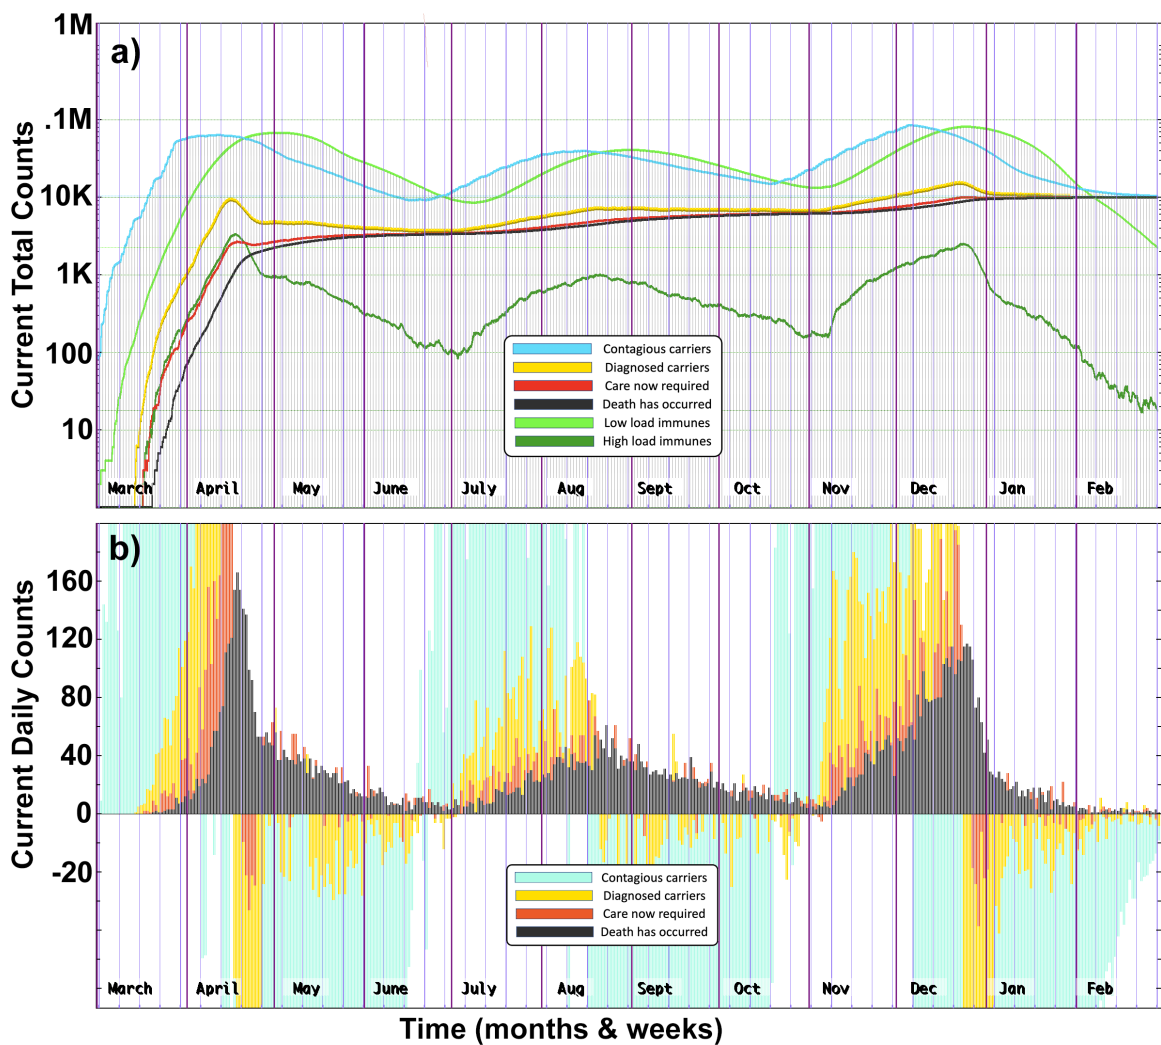 1M
a)
.1M
10K
1K
100
10
Current Total Counts
Contagious carriers
Diagnosed carriers
Care now required
Death has occurred
Low load immunes
High load immunes
March April May June July Aug Sept Oct Nov Dec Jan Feb
b)
160
120
80
40
0
-20
Current Daily Counts
Contagious carriers
Diagnosed carriers
Care now required
Death has occurred
March April May June July Aug Sept Oct Nov Dec Jan Feb
Time (months & weeks)